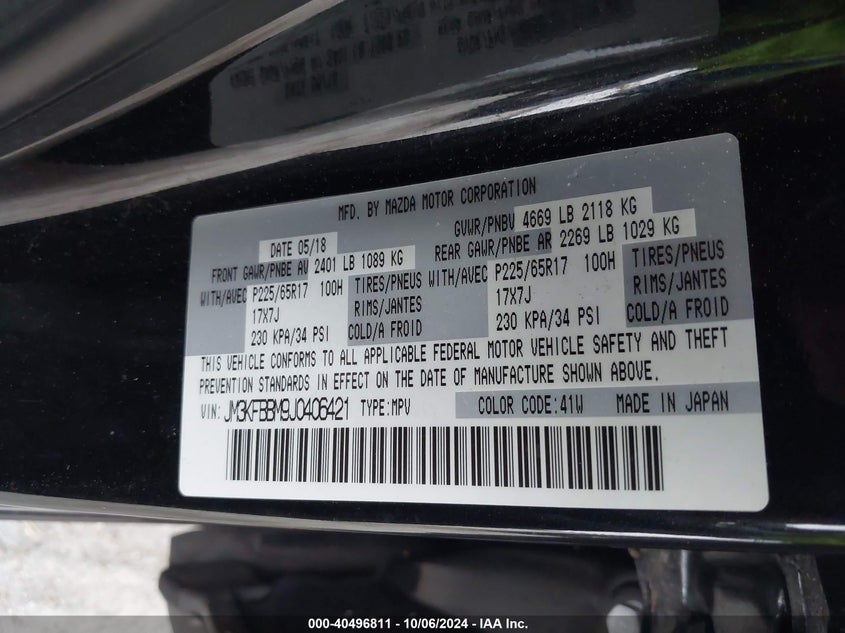 MFD. BY MAZDA MOTOR CORPORATION
DATE 05/18 GVWR/PNBV 4669 LB 2118 KG
FRONT GAWR/PNBE AV 2401 LB 1089 KG REAR GAWR/PNBE AR 2269 LB 1029 KG
WITH/AVEC P225/65R17 100H TIRES/PNEUS WITH/AVEC P225/65R17 100H TIRES/PNEUS
17X7J RIMS/JANTES 17X7J RIMS/JANTES
230 KPA/34 PSI COLD/A FROID 230 KPA/34 PSI COLD/A FROID
THIS VEHICLE CONFORMS TO ALL APPLICABLE FEDERAL MOTOR VEHICLE SAFETY AND THEFT
PREVENTION STANDARDS IN EFFECT ON THE DATE OF MANUFACTURE SHOWN ABOVE.
VIN: JM3KFBBM9J0406421 TYPE:MPV COLOR CODE:41W MADE IN JAPAN
000-40496811 - 10/06/2024 - IAA Inc.